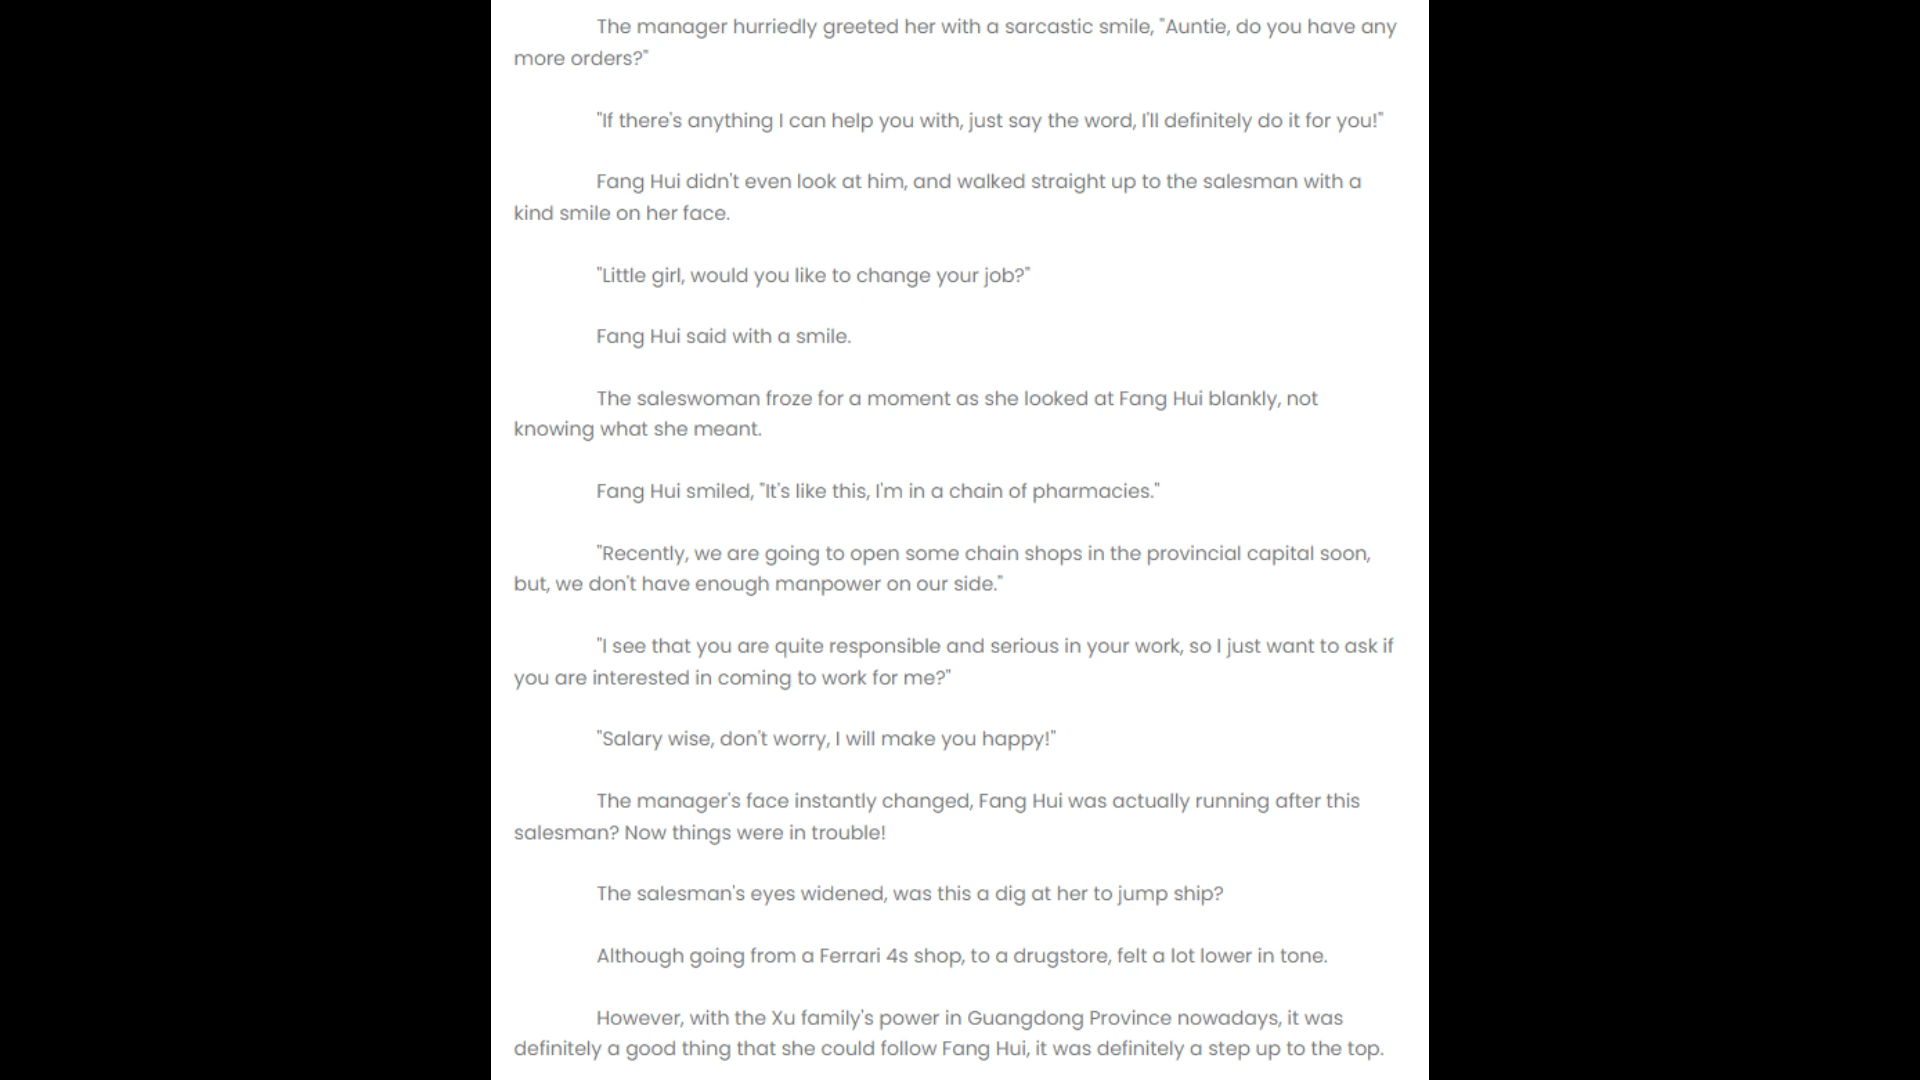 The manager hurriedly greeted her with a sarcastic smile, "Auntie, do you have any
more orders?"
"If there's anything I can help you with, just say the word, I'll definitely do it for you!"
Fang Hui didn't even look at him, and walked straight up to the salesman with a
kind smile on her face.
"Little girl, would you like to change your job?"
Fang Hui said with a smile.
The saleswoman froze for a moment as she looked at Fang Hui blankly, not
knowing what she meant.
Fang Hui smiled, "It's like this, I'm in a chain of pharmacies."
"Recently, we are going to open some chain shops in the provincial capital soon,
but, we don't have enough manpower on our side."
"I see that you are quite responsible and serious in your work, so I just want to ask if
you are interested in coming to work for me?"
"Salary wise, don't worry, I will make you happy!"
The manager's face instantly changed, Fang Hui was actually running after this
salesman? Now things were in trouble!
The salesman's eyes widened, was this a dig at her to jump ship?
Although going from a Ferrari 4s shop, to a drugstore, felt a lot lower in tone.
However, with the Xu family's power in Guangdong Province nowadays, it was
definitely a good thing that she could follow Fang Hui, it was definitely a step up to the top.